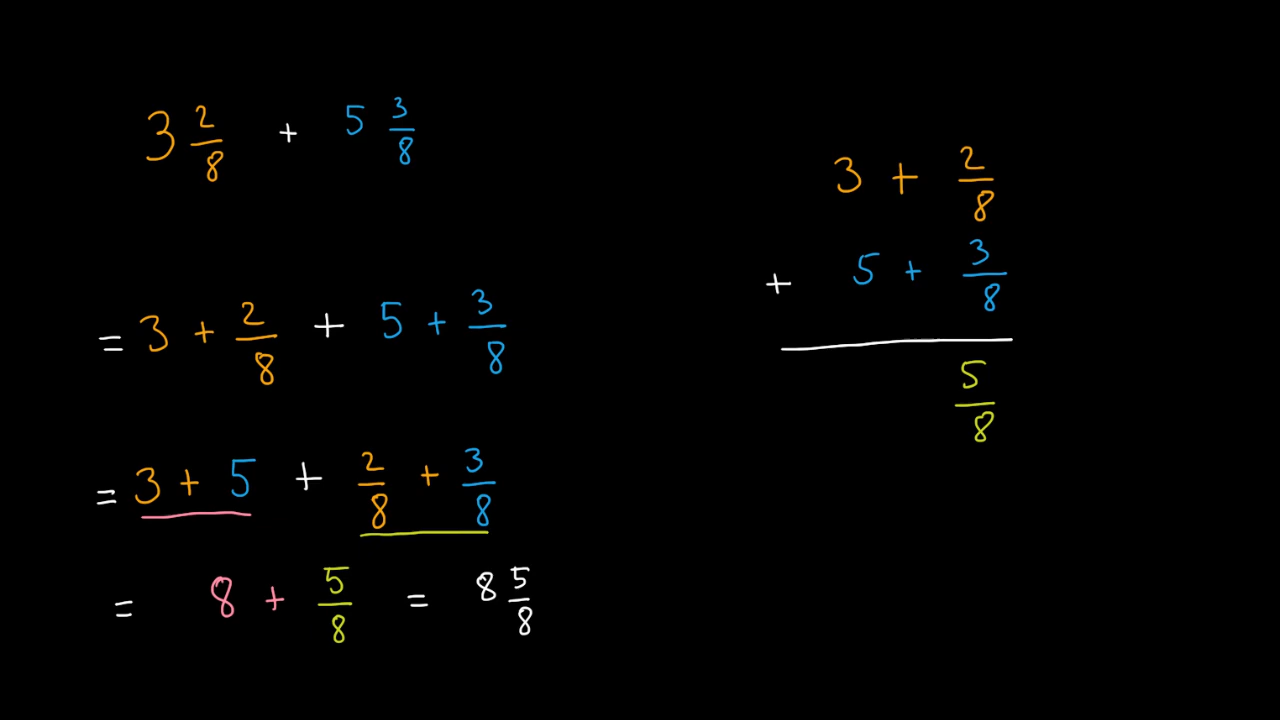 3 2/8 + 5 3/8
= 3 + 2/8 + 5 + 3/8
= 3 + 5 + 2/8 + 3/8
= 8 + 5/8 = 8 5/8
3 + 2/8
+ 5 + 3/8
5/8